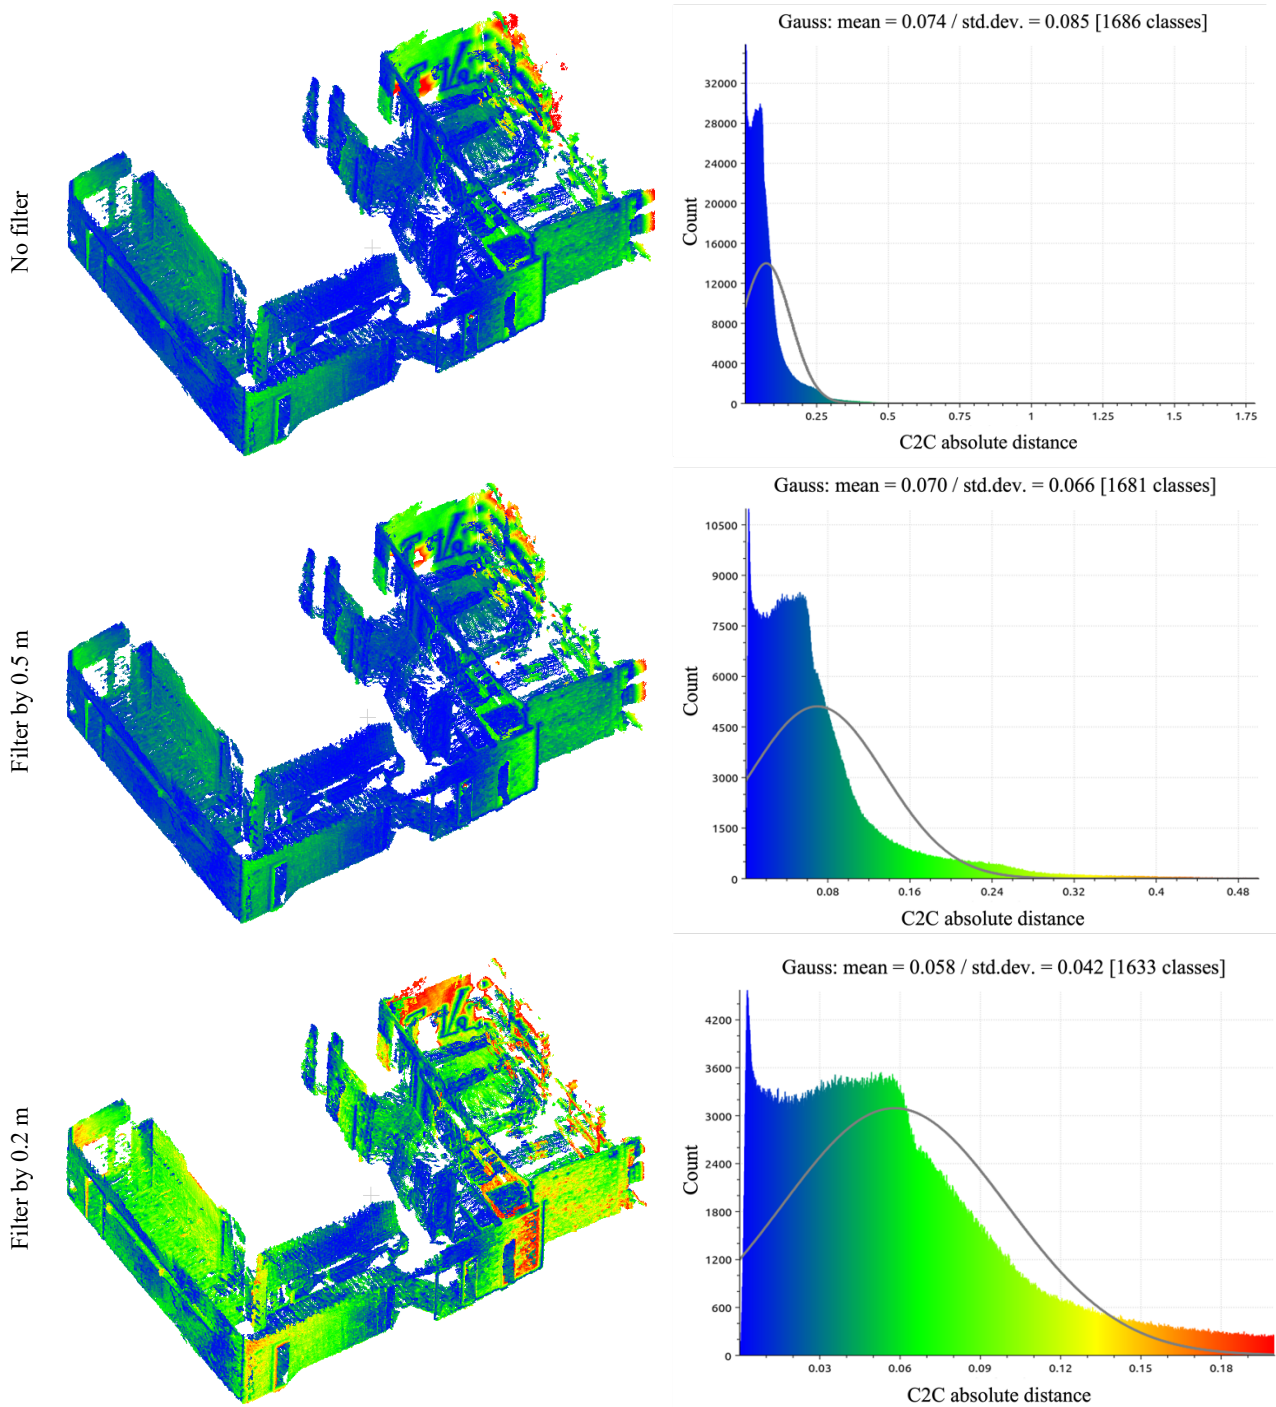 No filter
Gauss: mean = 0.074 / std.dev. = 0.085 [1686 classes]
Count
32000
28000
24000
20000
16000
12000
8000
4000
0
0.25 0.5 0.75 1 1.25 1.5 1.75
C2C absolute distance
Filter by 0.5 m
Gauss: mean = 0.070 / std.dev. = 0.066 [1681 classes]
Count
10500
9000
7500
6000
4500
3000
1500
0
0.08 0.16 0.24 0.32 0.4 0.48
C2C absolute distance
Filter by 0.2 m
Gauss: mean = 0.058 / std.dev. = 0.042 [1633 classes]
Count
4200
3600
3000
2400
1800
1200
600
0
0.03 0.06 0.09 0.12 0.15 0.18
C2C absolute distance